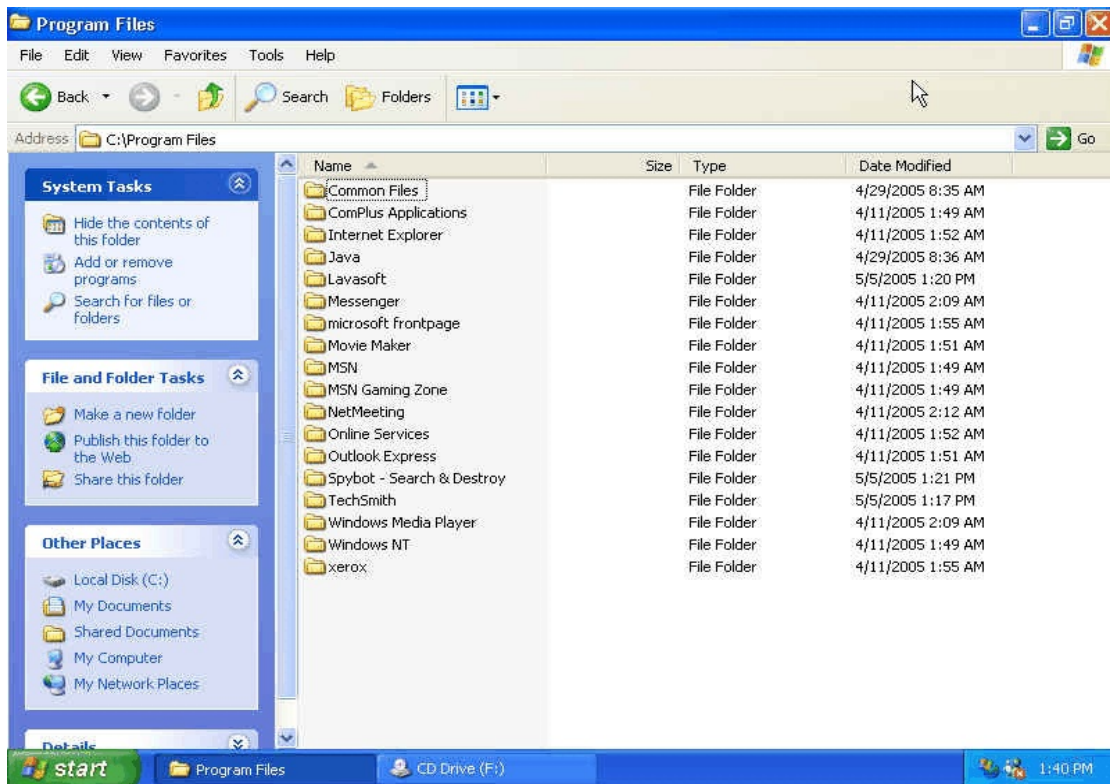 Program Files
File Edit View Favorites Tools Help
Back Search Folders
Address C:\Program Files Go
System Tasks
Hide the contents of
this folder
Add or remove
programs
Search for files or
folders
File and Folder Tasks
Make a new folder
Publish this folder to
the Web
Share this folder
Other Places
Local Disk (C:)
My Documents
Shared Documents
My Computer
My Network Places
Details
Name Size Type Date Modified
Common Files File Folder 4/29/2005 8:35 AM
ComPlus Applications File Folder 4/11/2005 1:49 AM
Internet Explorer File Folder 4/11/2005 1:52 AM
Java File Folder 4/29/2005 8:36 AM
Lavasoft File Folder 5/5/2005 1:20 PM
Messenger File Folder 4/11/2005 2:09 AM
microsoft frontpage File Folder 4/11/2005 1:55 AM
Movie Maker File Folder 4/11/2005 1:51 AM
MSN File Folder 4/11/2005 1:49 AM
MSN Gaming Zone File Folder 4/11/2005 1:49 AM
NetMeeting File Folder 4/11/2005 2:12 AM
Online Services File Folder 4/11/2005 1:52 AM
Outlook Express File Folder 4/11/2005 1:51 AM
Spybot - Search & Destroy File Folder 5/5/2005 1:21 PM
TechSmith File Folder 5/5/2005 1:17 PM
Windows Media Player File Folder 4/11/2005 2:09 AM
Windows NT File Folder 4/11/2005 1:49 AM
xerox File Folder 4/11/2005 1:55 AM
start Program Files CD Drive (F:) 1:40 PM